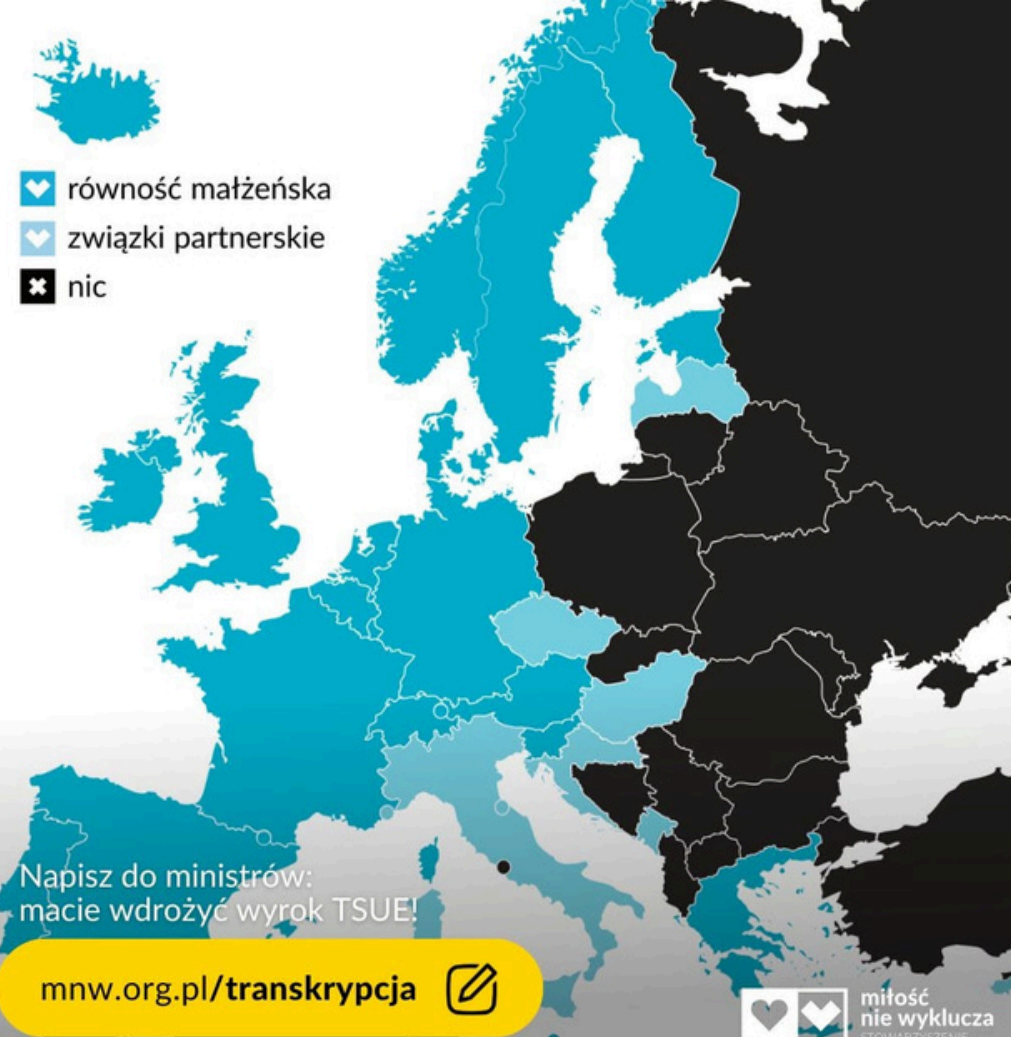 równość małżeńska
związki partnerskie
nic
Napisz do ministrów:
macie wdrożyć wyrok TSUE!
mnw.org.pl/transkrypcja
miłość
nie wyklucza
STOWARZYSZENIE